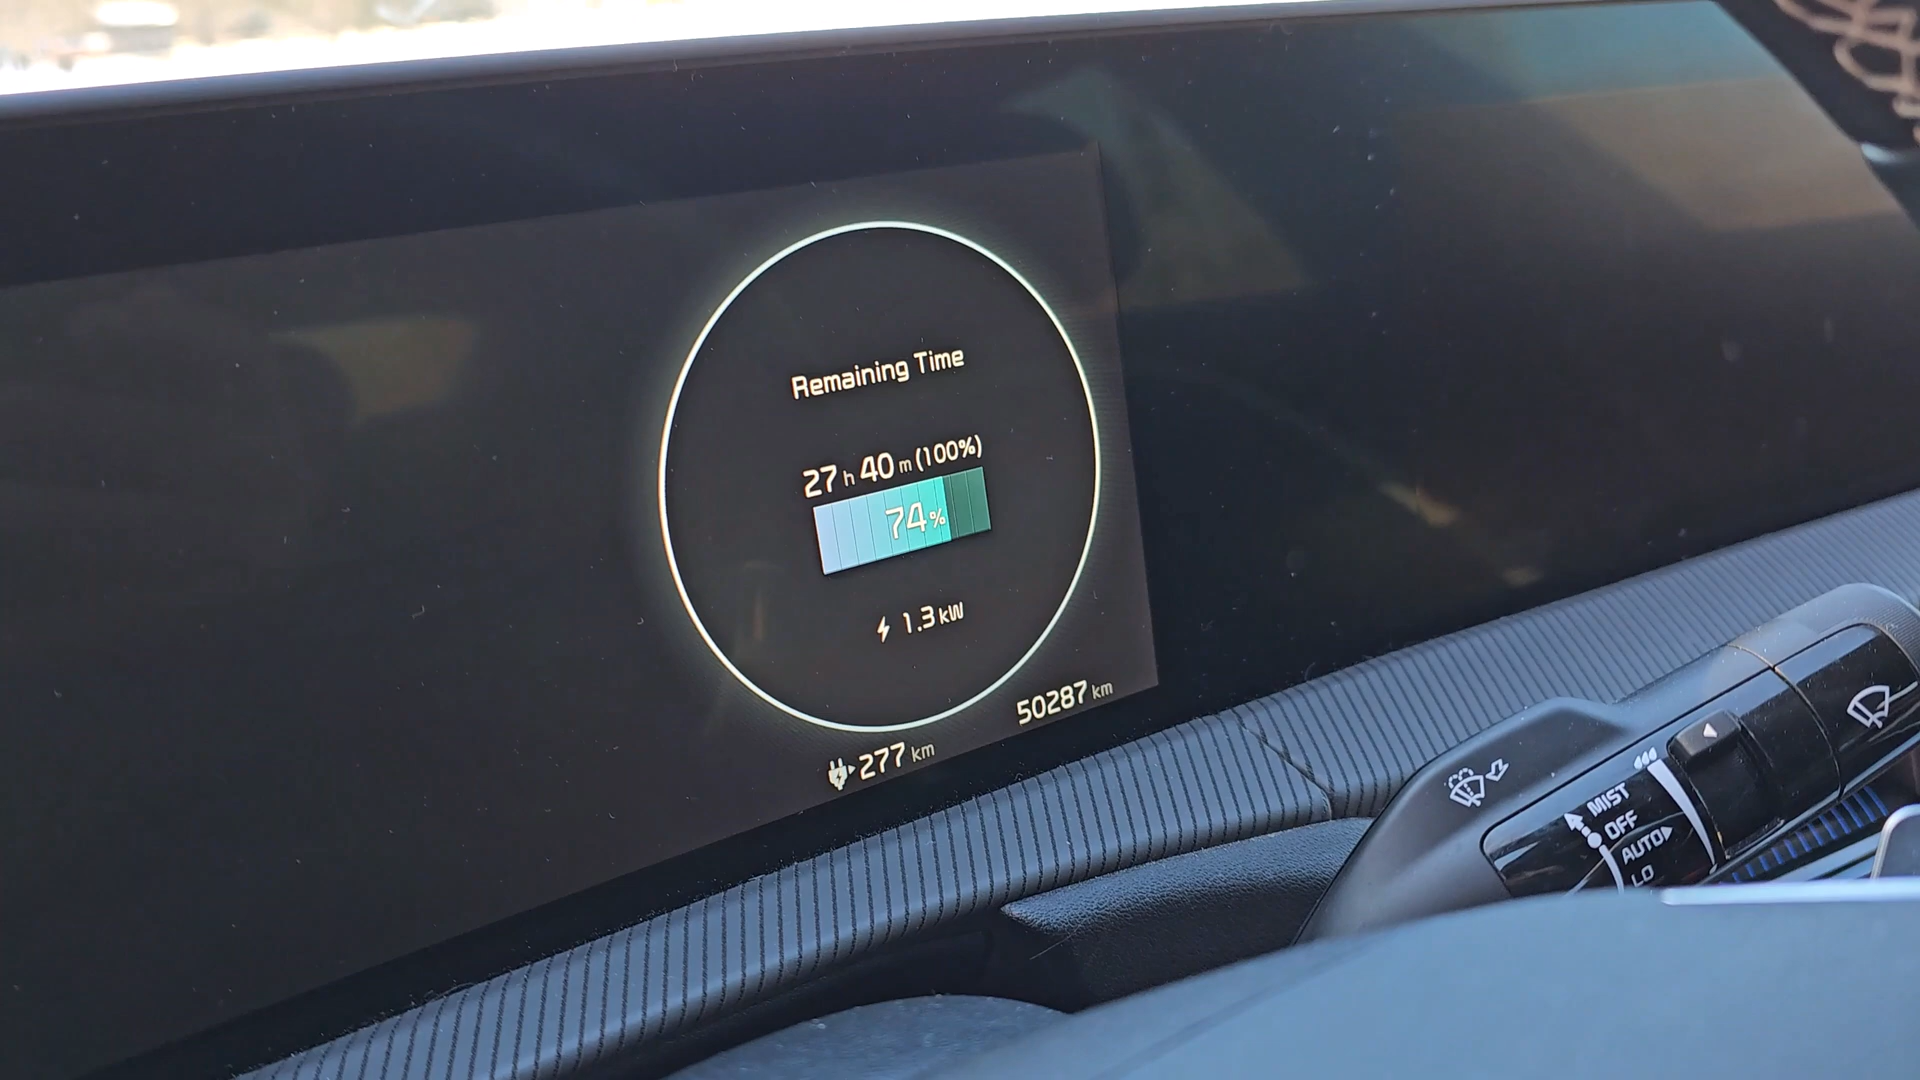 Remaining Time
27 h 40 m (100%)
74%
1.3 kW
50287 km
277 km
MIST
OFF
AUTO
LO